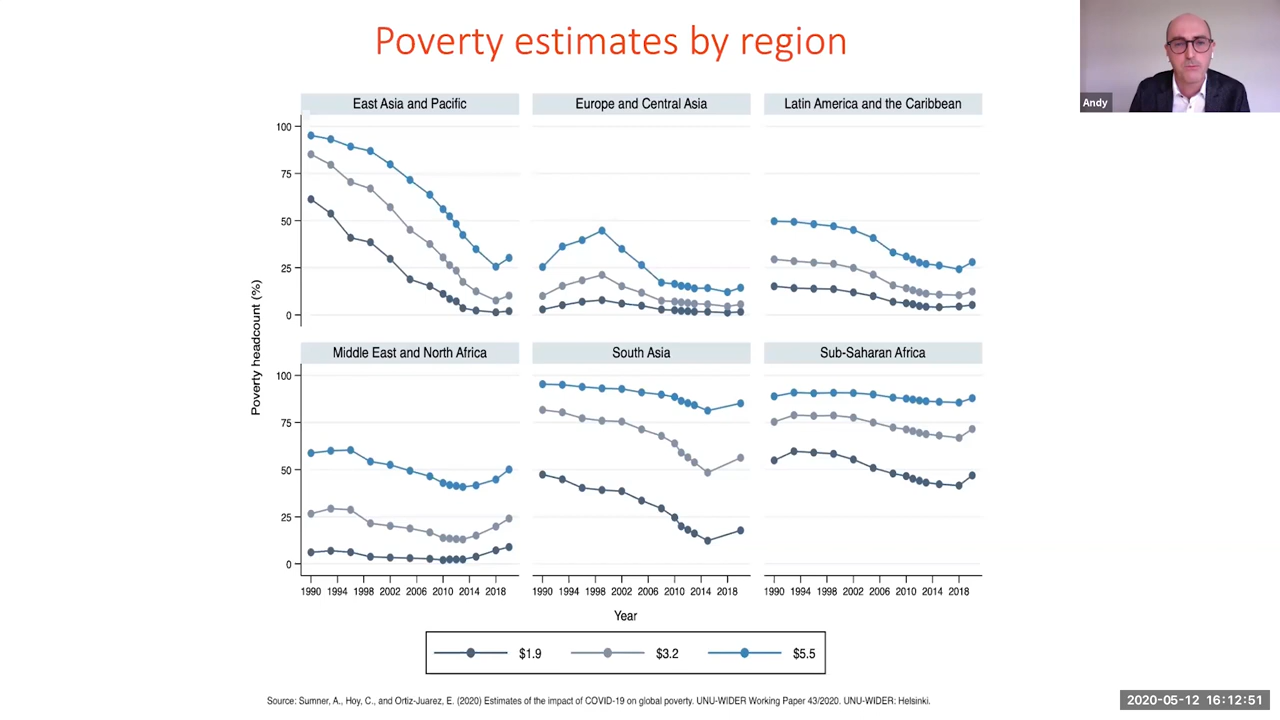 Poverty estimates by region
Andy
East Asia and Pacific
Europe and Central Asia
Latin America and the Caribbean
100
75
50
25
0
Poverty headcount (%)
Middle East and North Africa
South Asia
Sub-Saharan Africa
100
75
50
25
0
1990 1994 1998 2002 2006 2010 2014 2018
1990 1994 1998 2002 2006 2010 2014 2018
1990 1994 1998 2002 2006 2010 2014 2018
Year
$1.9 $3.2 $5.5
Source: Sumner, A., Hoy, C., and Ortiz-Juarez, E. (2020) Estimates of the impact of COVID-19 on global poverty. UNU-WIDER Working Paper 43/2020. UNU-WIDER: Helsinki.
2020-05-12 16:12:51